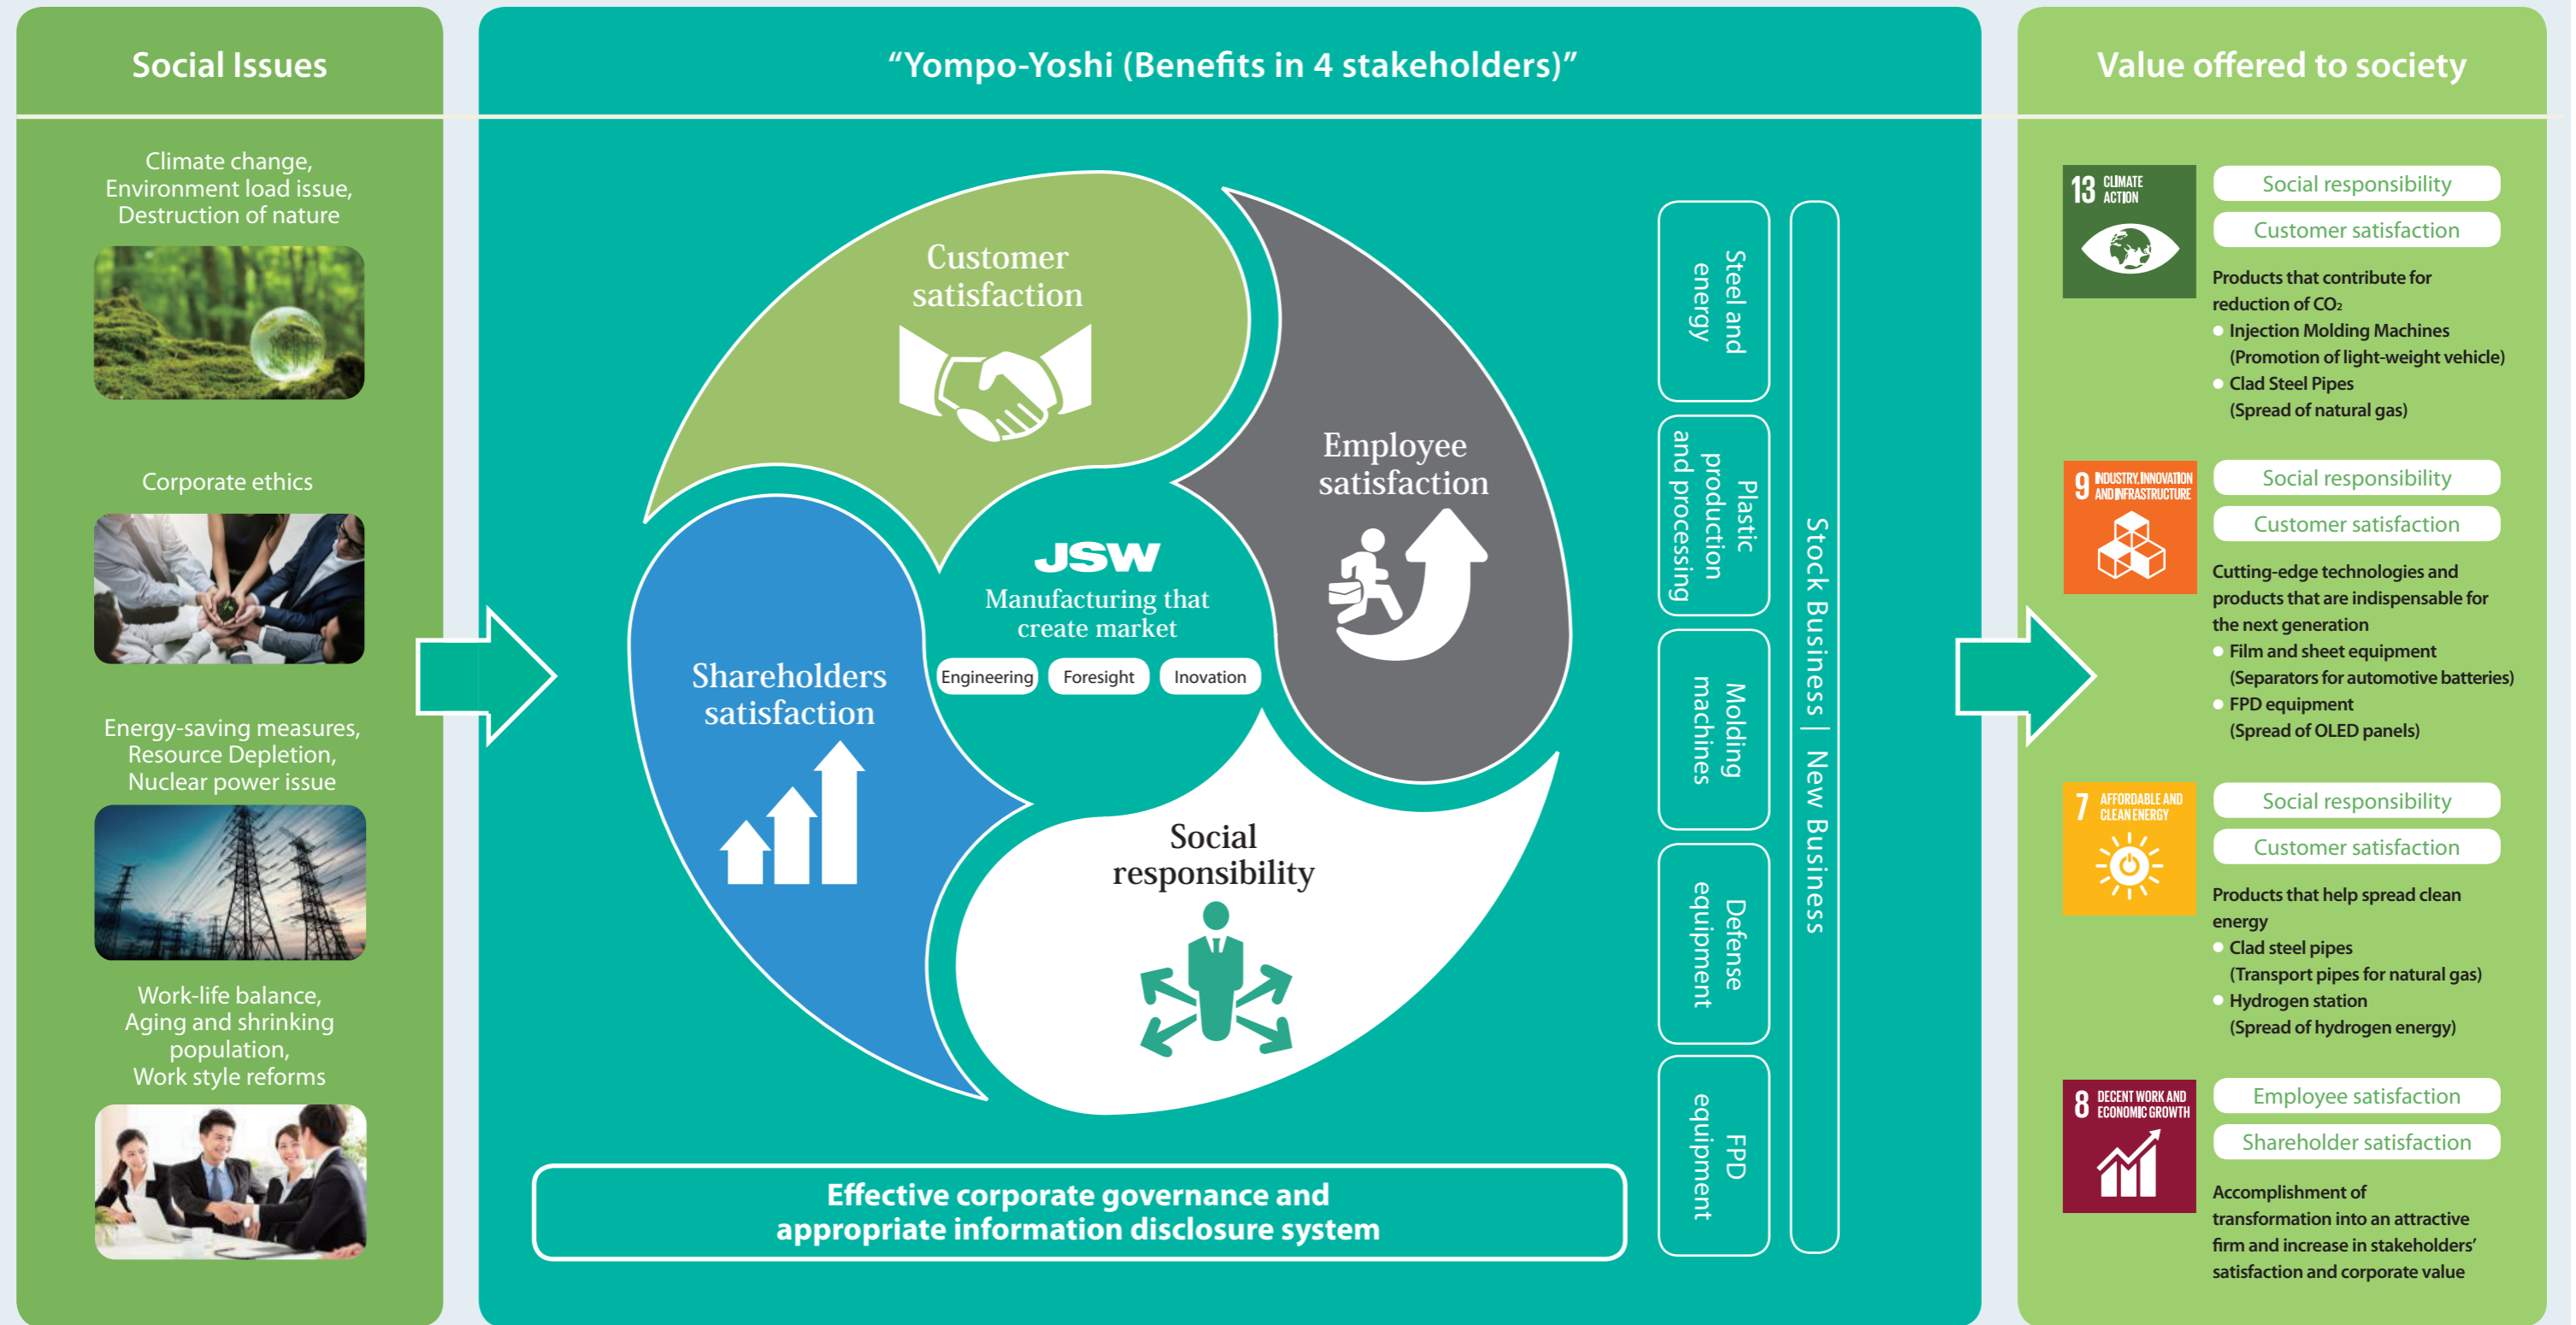 Social Issues
Climate change,
Environment load issue,
Destruction of nature
Corporate ethics
Energy-saving measures,
Resource Depletion,
Nuclear power issue
Work-life balance,
Aging and shrinking
population,
Work style reforms
“Yompo-Yoshi (Benefits in 4 stakeholders)”
Customer
satisfaction
Employee
satisfaction
Shareholders
satisfaction
Social
responsibility
JSW
Manufacturing that
create market
Engineering
Foresight
Inovation
Effective corporate governance and
appropriate information disclosure system
Steel and
energy
Plastic
production
and processing
Molding
machines
Defense
equipment
FPD
equipment
Stock Business | New Business
Value offered to society
13 CLIMATE
ACTION
Social responsibility
Customer satisfaction
Products that contribute for
reduction of CO₂
● Injection Molding Machines
(Promotion of light-weight vehicle)
● Clad Steel Pipes
(Spread of natural gas)
9 INDUSTRY, INNOVATION
AND INFRASTRUCTURE
Social responsibility
Customer satisfaction
Cutting-edge technologies and
products that are indispensable for
the next generation
● Film and sheet equipment
(Separators for automotive batteries)
● FPD equipment
(Spread of OLED panels)
7 AFFORDABLE AND
CLEAN ENERGY
Social responsibility
Customer satisfaction
Products that help spread clean
energy
● Clad steel pipes
(Transport pipes for natural gas)
● Hydrogen station
(Spread of hydrogen energy)
8 DECENT WORK AND
ECONOMIC GROWTH
Employee satisfaction
Shareholder satisfaction
Accomplishment of
transformation into an attractive
firm and increase in stakeholders’
satisfaction and corporate value